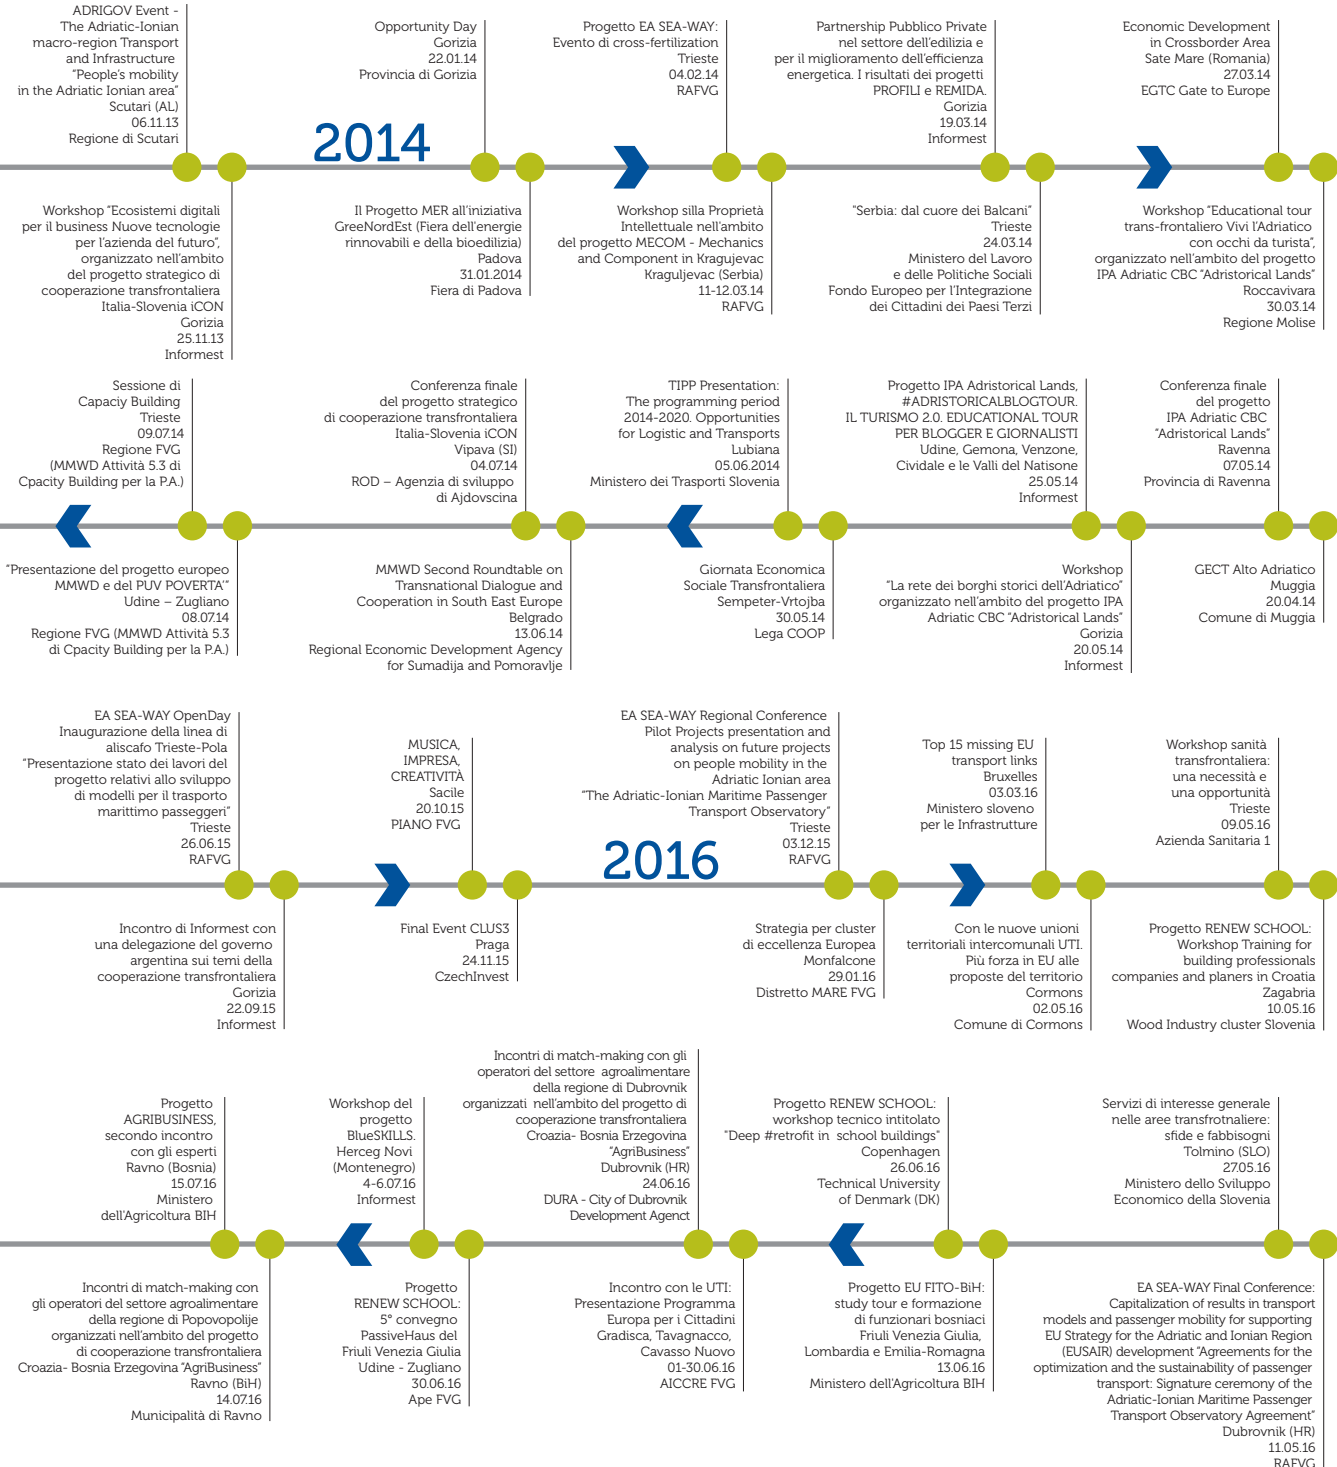 ADRIGOV Event -
The Adriatic-Ionian
macro-region Transport
and Infrastructure
"People's mobility
in the Adriatic Ionian area"
Scutari (AL)
06.11.13
Regione di Scutari
Opportunity Day
Gorizia
22.01.14
Provincia di Gorizia
Progetto EA SEA-WAY:
Evento di cross-fertilization
Trieste
04.02.14
RAFVG
Partnership Pubblico Private
nel settore dell'edilizia e
per il miglioramento dell'efficienza
energetica. I risultati dei progetti
PROFILI e REMIDA.
Gorizia
19.03.14
Informest
Economic Development
in Crossborder Area
Sate Mare (Romania)
27.03.14
EGTC Gate to Europe
2014
Workshop "Ecosistemi digitali
per il business Nuove tecnologie
per l'azienda del futuro",
organizzato nell'ambito
del progetto strategico di
cooperazione transfrontaliera
Italia-Slovenia iCON
Gorizia
25.11.13
Informest
Il Progetto MER all'iniziativa
GreeNordEst (Fiera dell'energie
rinnovabili e della bioedilizia)
Padova
31.01.2014
Fiera di Padova
Workshop silla Proprietà
Intellettuale nell'ambito
del progetto MECOM - Mechanics
and Component in Kragujevac
Kraguljevac (Serbia)
11-12.03.14
RAFVG
"Serbia: dal cuore dei Balcani"
Trieste
24.03.14
Ministero del Lavoro
e delle Politiche Sociali
Fondo Europeo per l'Integrazione
dei Cittadini dei Paesi Terzi
Workshop "Educational tour
trans-frontaliero Vivi l'Adriatico
con occhi da turista",
organizzato nell'ambito del progetto
IPA Adriatic CBC "Adristorical Lands"
Roccavivara
30.03.14
Regione Molise
Sessione di
Capaciy Building
Trieste
09.07.14
Regione FVG
(MMWD Attività 5.3 di
Cpacity Building per la P.A.)
Conferenza finale
del progetto strategico
di cooperazione transfrontaliera
Italia-Slovenia iCON
Vipava (SI)
04.07.14
ROD – Agenzia di sviluppo
di Ajdovscina
TIPP Presentation:
The programming period
2014-2020. Opportunities
for Logistic and Transports
Lubiana
05.06.2014
Ministero dei Trasporti Slovenia
Progetto IPA Adristorical Lands,
#ADRISTORICALBLOGTOUR.
IL TURISMO 2.0. EDUCATIONAL TOUR
PER BLOGGER E GIORNALISTI
Udine, Gemona, Venzone,
Cividale e le Valli del Natisone
25.05.14
Informest
Conferenza finale
del progetto
IPA Adriatic CBC
"Adristorical Lands"
Ravenna
07.05.14
Provincia di Ravenna
"Presentazione del progetto europeo
MMWD e del PUV POVERTA'"
Udine – Zugliano
08.07.14
Regione FVG (MMWD Attività 5.3
di Cpacity Building per la P.A.)
MMWD Second Roundtable on
Transnational Dialogue and
Cooperation in South East Europe
Belgrado
13.06.14
Regional Economic Development Agency
for Sumadija and Pomoravlje
Giornata Economica
Sociale Transfrontaliera
Sempeter-Vrtojba
30.05.14
Lega COOP
Workshop
"La rete dei borghi storici dell'Adriatico"
organizzato nell'ambito del progetto IPA
Adriatic CBC "Adristorical Lands"
Gorizia
20.05.14
Informest
GECT Alto Adriatico
Muggia
20.04.14
Comune di Muggia
EA SEA-WAY OpenDay
Inaugurazione della linea di
aliscafo Trieste-Pola
"Presentazione stato dei lavori del
progetto relativi allo sviluppo
di modelli per il trasporto
marittimo passeggeri"
Trieste
26.06.15
RAFVG
MUSICA,
IMPRESA,
CREATIVITÀ
Sacile
20.10.15
PIANO FVG
EA SEA-WAY Regional Conference
Pilot Projects presentation and
analysis on future projects
on people mobility in the
Adriatic Ionian area
"The Adriatic-Ionian Maritime Passenger
Transport Observatory"
Trieste
03.12.15
RAFVG
Top 15 missing EU
transport links
Bruxelles
03.03.16
Ministero sloveno
per le Infrastrutture
Workshop sanità
transfrontaliera:
una necessità e
una opportunità
Trieste
09.05.16
Azienda Sanitaria 1
2016
Incontro di Informest con
una delegazione del governo
argentina sui temi della
cooperazione transfrontaliera
Gorizia
22.09.15
Informest
Final Event CLUS3
Praga
24.11.15
CzechInvest
Strategia per cluster
di eccellenza Europea
Monfalcone
29.01.16
Distretto MARE FVG
Con le nuove unioni
territoriali intercomunali UTI.
Più forza in EU alle
proposte del territorio
Cormons
02.05.16
Comune di Cormons
Progetto RENEW SCHOOL:
Workshop Training for
building professionals
companies and planers in Croatia
Zagabria
10.05.16
Wood Industry cluster Slovenia
Progetto
AGRIBUSINESS,
secondo incontro
con gli esperti
Ravno (Bosnia)
15.07.16
Ministero
dell'Agricoltura BIH
Workshop del
progetto
BlueSKILLS.
Herceg Novi
(Montenegro)
4-6.07.16
Informest
Incontri di match-making con gli
operatori del settore agroalimentare
della regione di Dubrovnik
organizzati nell'ambito del progetto di
cooperazione transfrontaliera
Croazia- Bosnia Erzegovina
"AgriBusiness"
Dubrovnik (HR)
24.06.16
DURA - City of Dubrovnik
Development Agenct
Progetto RENEW SCHOOL:
workshop tecnico intitolato
"Deep #retrofit in school buildings"
Copenhagen
26.06.16
Technical University
of Denmark (DK)
Servizi di interesse generale
nelle aree transfrotnaliere:
sfide e fabbisogni
Tolmino (SLO)
27.05.16
Ministero dello Sviluppo
Economico della Slovenia
Incontri di match-making con
gli operatori del settore agroalimentare
della regione di Popovopolije
organizzati nell'ambito del progetto
di cooperazione transfrontaliera
Croazia- Bosnia Erzegovina "AgriBusiness"
Ravno (BiH)
14.07.16
Municipalità di Ravno
Progetto
RENEW SCHOOL:
5° convegno
PassiveHaus del
Friuli Venezia Giulia
Udine - Zugliano
30.06.16
Ape FVG
Incontro con le UTI:
Presentazione Programma
Europa per i Cittadini
Gradisca, Tavagnacco,
Cavasso Nuovo
01-30.06.16
AICCRE FVG
Progetto EU FITO-BiH:
study tour e formazione
di funzionari bosniaci
Friuli Venezia Giulia,
Lombardia e Emilia-Romagna
13.06.16
Ministero dell'Agricoltura BIH
EA SEA-WAY Final Conference:
Capitalization of results in transport
models and passenger mobility for supporting
EU Strategy for the Adriatic and Ionian Region
(EUSAIR) development "Agreements for the
optimization and the sustainability of passenger
transport: Signature ceremony of the
Adriatic-Ionian Maritime Passenger
Transport Observatory Agreement"
Dubrovnik (HR)
11.05.16
RAFVG